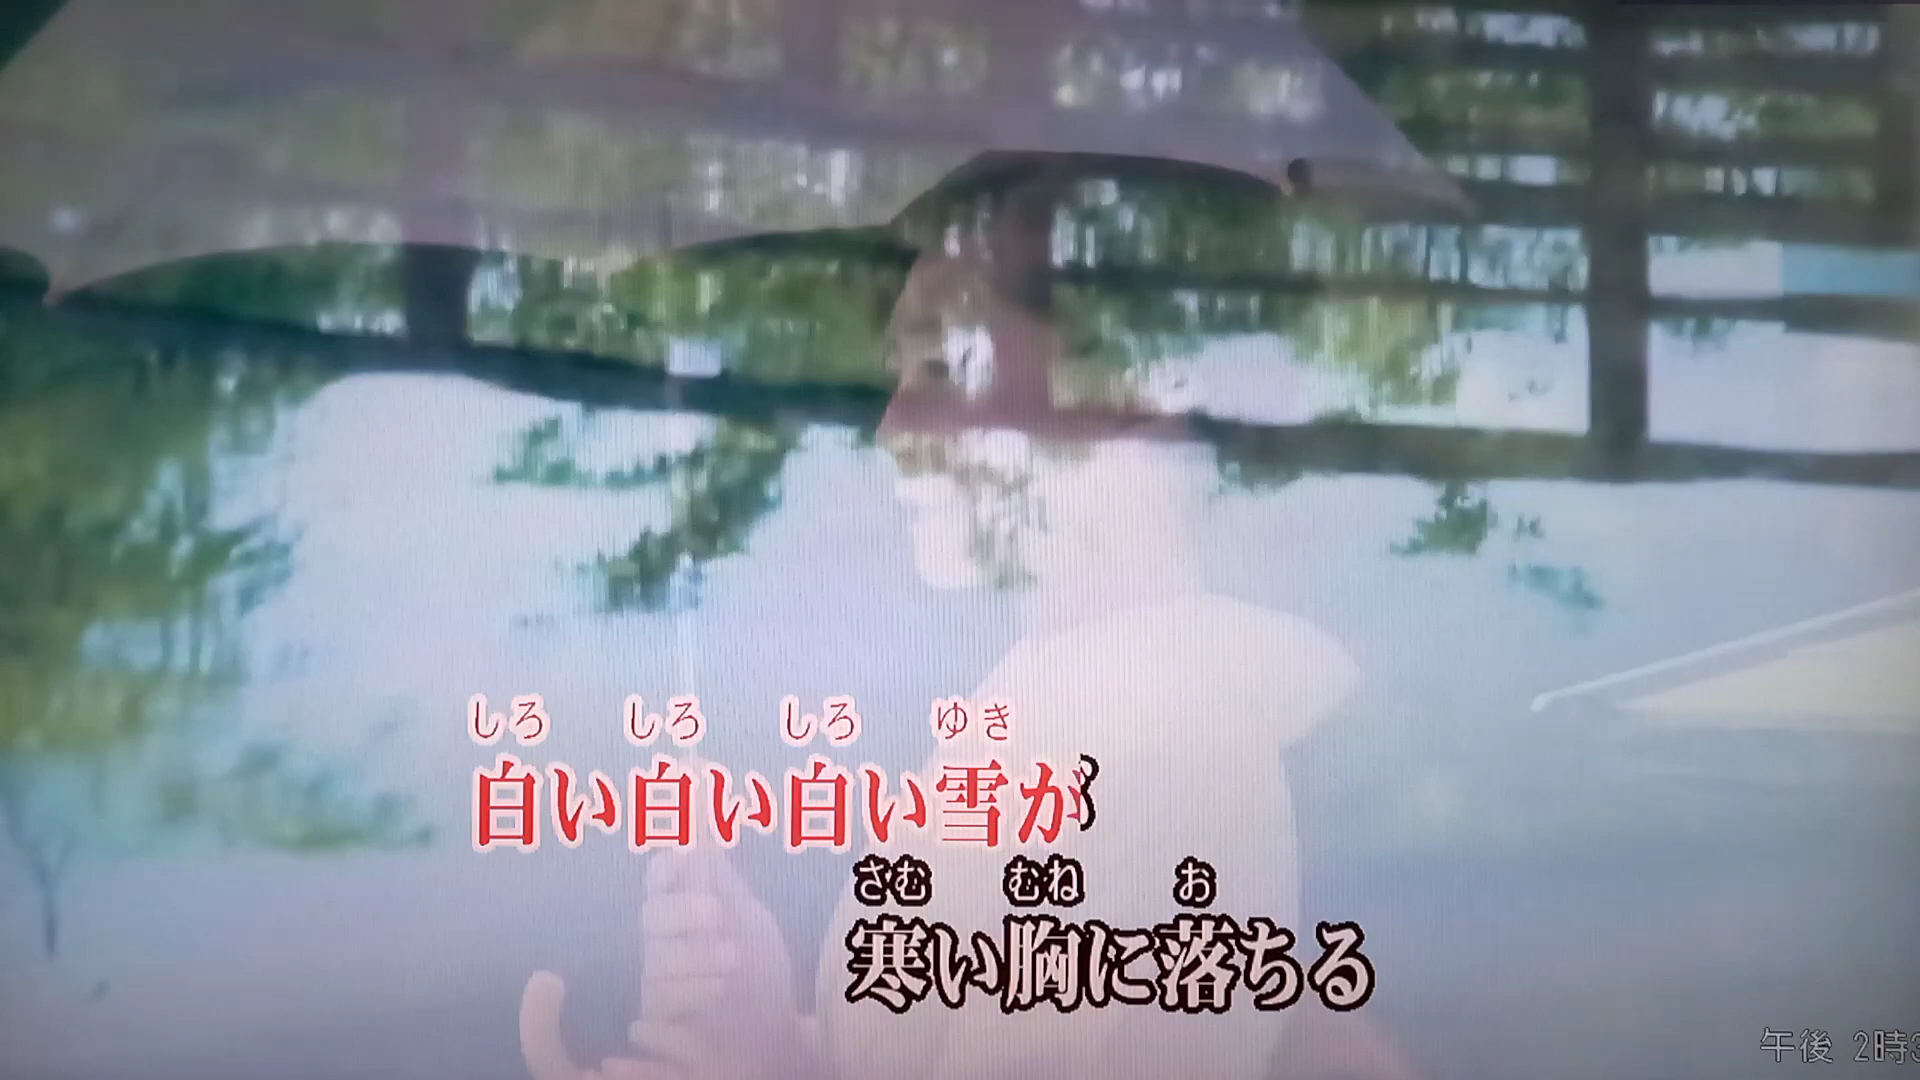 しろ しろ しろ ゆき
白い白い白い雪が
さむ むね お
寒い胸に落ちる
午後 2時